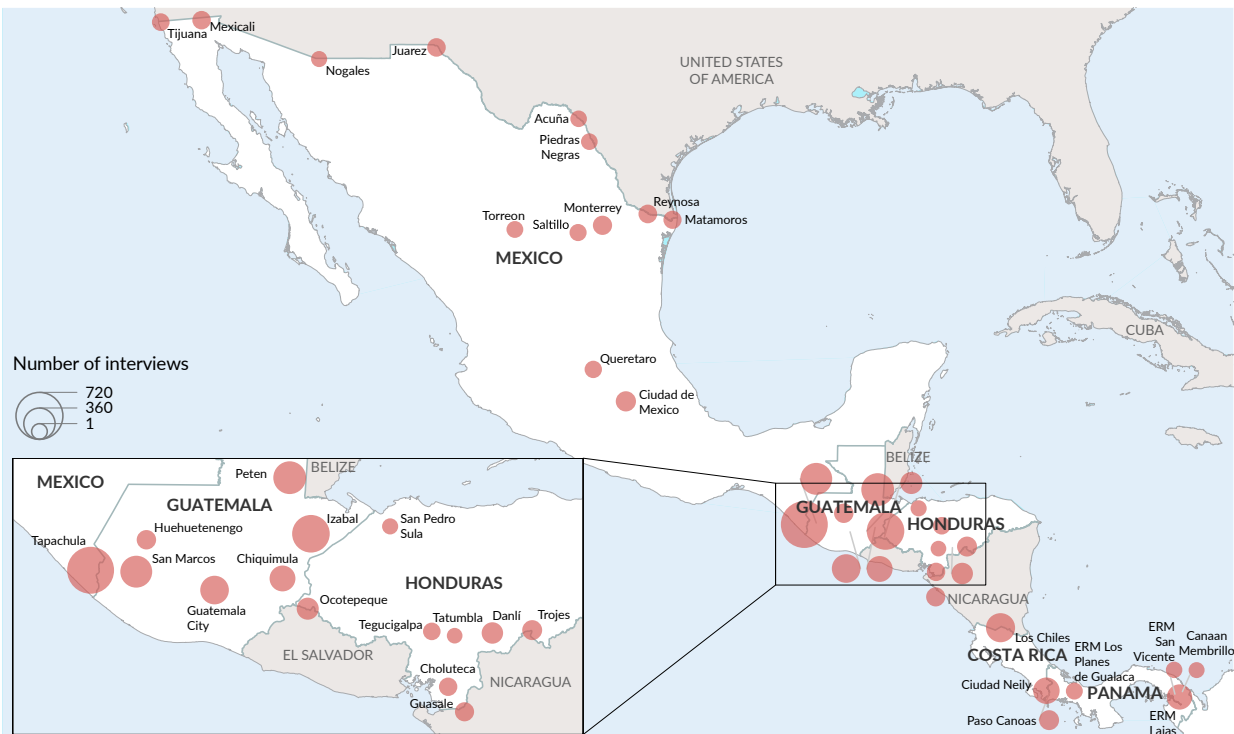 Tijuana
Mexicali
Nogales
Juarez
UNITED STATES
OF AMERICA
Acuña
Piedras
Negras
Reynosa
Matamoros
Monterrey
Saltillo
Torreon
MEXICO
CUBA
Queretaro
Ciudad de
Mexico
Number of interviews
720
360
1
BELIZE
GUATEMALA
HONDURAS
NICARAGUA
Los Chiles
COSTA RICA
Ciudad Neily
Paso Canoas
ERM Los
Planes
de Gualaca
PANAMA
ERM
San
Vicente
Canaan
Membrillo
ERM
Lajas
MEXICO
Peten
BELIZE
GUATEMALA
Huehuetenengo
Izabal
San Pedro
Sula
Tapachula
San Marcos
Chiquimula
HONDURAS
Guatemala
City
Ocotepeque
Tegucigalpa
Tatumbla
Danlí
Trojes
EL SALVADOR
Choluteca
NICARAGUA
Guasale